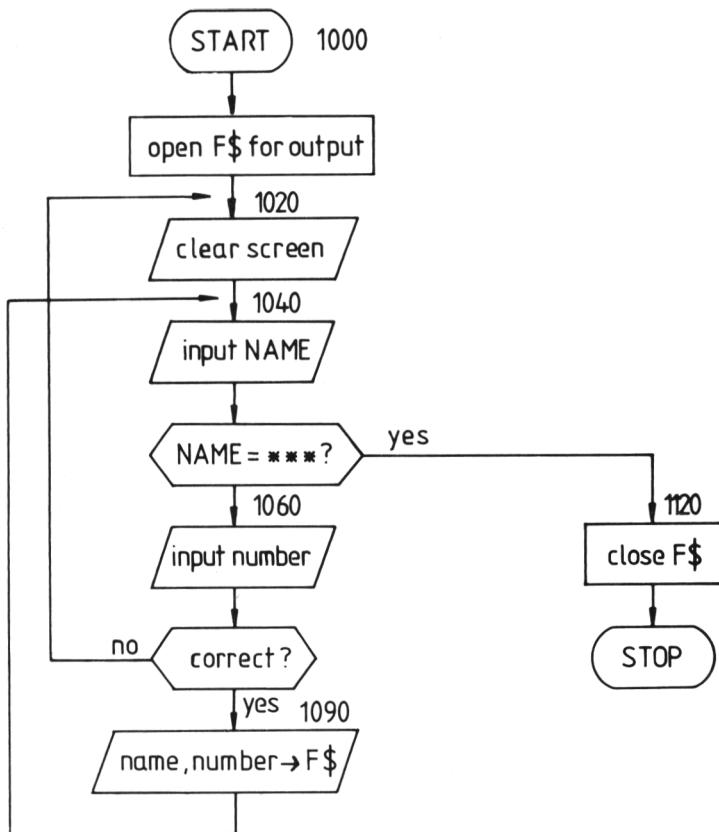 START 1000
open F$ for output
1020
clear screen
1040
input NAME
NAME = ***?
yes
1060
input number
1120
close F$
no
correct?
STOP
yes 1090
name, number → F$